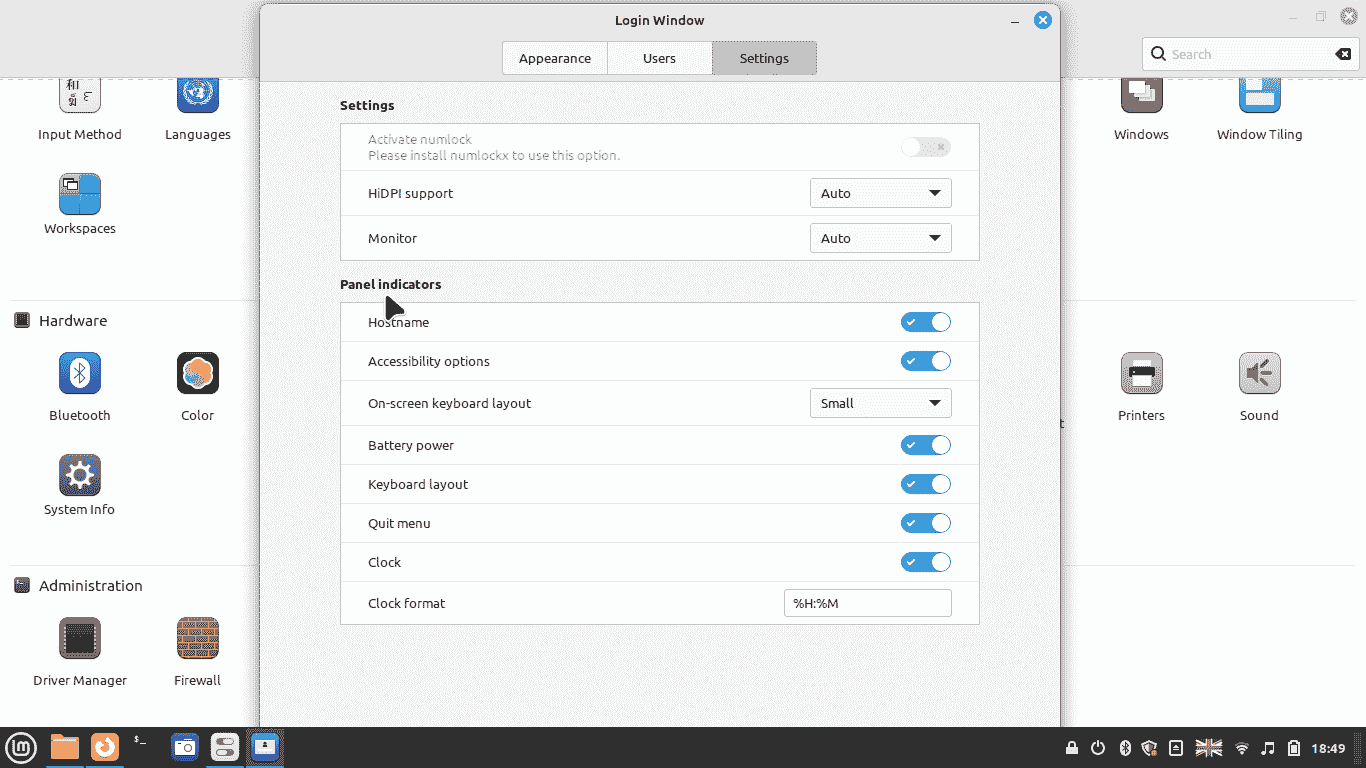 Login Window
Appearance
Users
Settings
Search
Input Method
Languages
Windows
Window Tiling
Workspaces
Settings
Activate numlock
Please install numlockx to use this option.
HiDPI support
Auto
Monitor
Auto
Panel indicators
Hostname
Accessibility options
On-screen keyboard layout
Small
Battery power
Keyboard layout
Quit menu
Clock
Clock format
%H:%M
Hardware
Bluetooth
Color
Printers
Sound
System Info
Administration
Driver Manager
Firewall
18:49